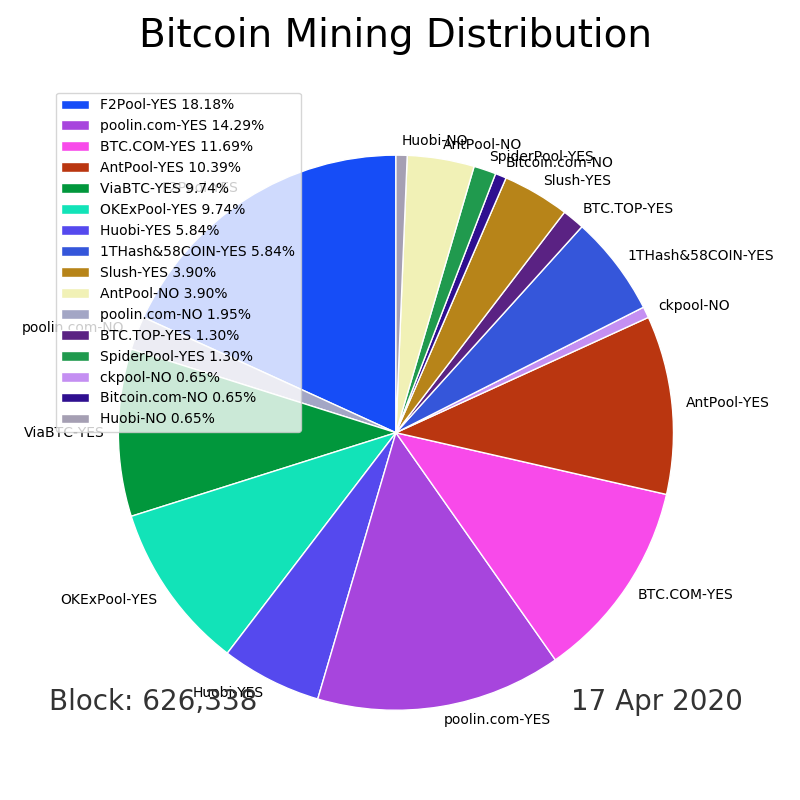 Bitcoin Mining Distribution
F2Pool-YES 18.18%
poolin.com-YES 14.29%
BTC.COM-YES 11.69%
AntPool-YES 10.39%
ViaBTC-YES 9.74%
OKExPool-YES 9.74%
Huobi-YES 5.84%
1THash&58COIN-YES 5.84%
Slush-YES 3.90%
AntPool-NO 3.90%
poolin.com-NO 1.95%
BTC.TOP-YES 1.30%
SpiderPool-YES 1.30%
ckpool-NO 0.65%
Bitcoin.com-NO 0.65%
Huobi-NO 0.65%
Huobi-NO
AntPool-NO
SpiderPool-YES
Bitcoin.com-NO
Slush-YES
BTC.TOP-YES
1THash&58COIN-YES
ckpool-NO
AntPool-YES
BTC.COM-YES
poolin.com-YES
Huobi-YES
OKExPool-YES
ViaBTC-YES
poolin.com-NO
Block: 626,338
17 Apr 2020